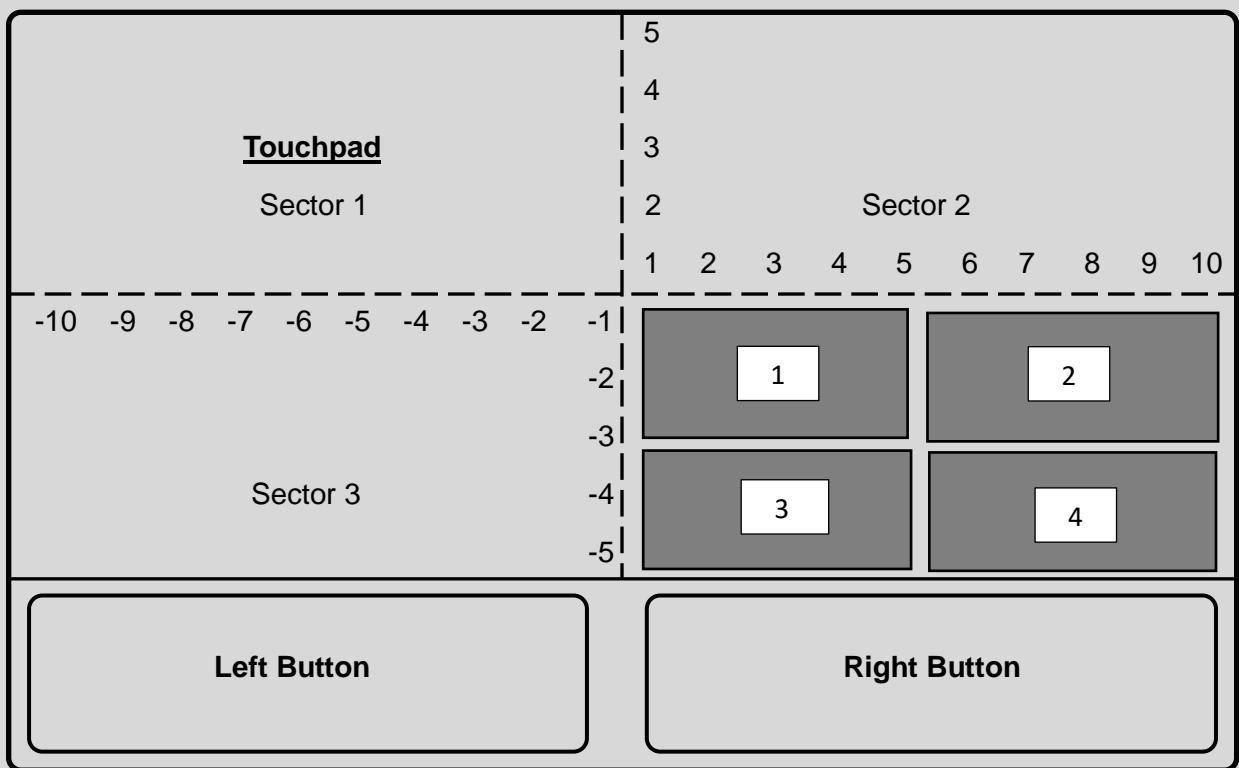 5
4
Touchpad
3
Sector 1
2
Sector 2
1 2 3 4 5 6 7 8 9 10
-10 -9 -8 -7 -6 -5 -4 -3 -2 -1
1
2
-2
-3
Sector 3
-4
3
4
-5
Left Button
Right Button